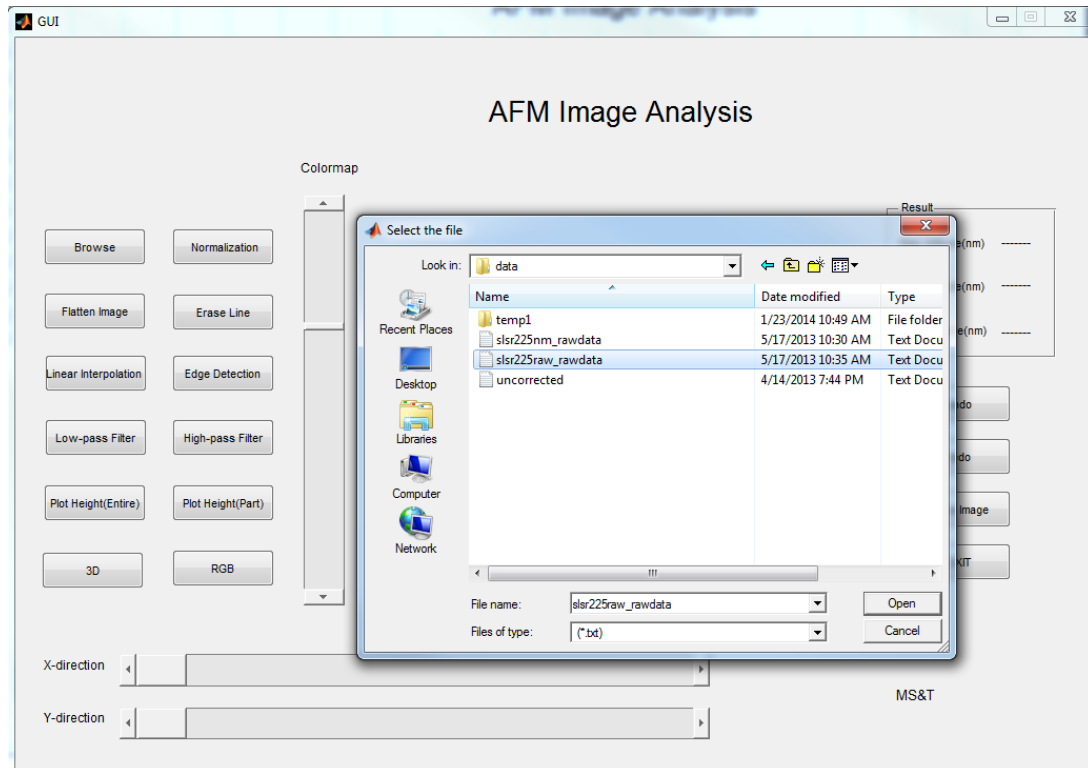 GUI
AFM Image Analysis
Colormap
Browse
Normalization
Flatten Image
Erase Line
Linear Interpolation
Edge Detection
Low-pass Filter
High-pass Filter
Plot Height(Entire)
Plot Height(Part)
3D
RGB
Select the file
Look in:
data
Name
Date modified
Type
temp1
1/23/2014 10:49 AM
File folder
slsr225nm_rawdata
5/17/2013 10:30 AM
Text Docu
slsr225raw_rawdata
5/17/2013 10:35 AM
Text Docu
uncorrected
4/14/2013 7:44 PM
Text Docu
Recent Places
Desktop
Libraries
Computer
Network
File name:
slsr225raw_rawdata
Open
Files of type:
(*.txt)
Cancel
Result
e(nm) -------
e(nm) -------
e(nm) -------
do
do
Image
XIT
X-direction
Y-direction
MS&T